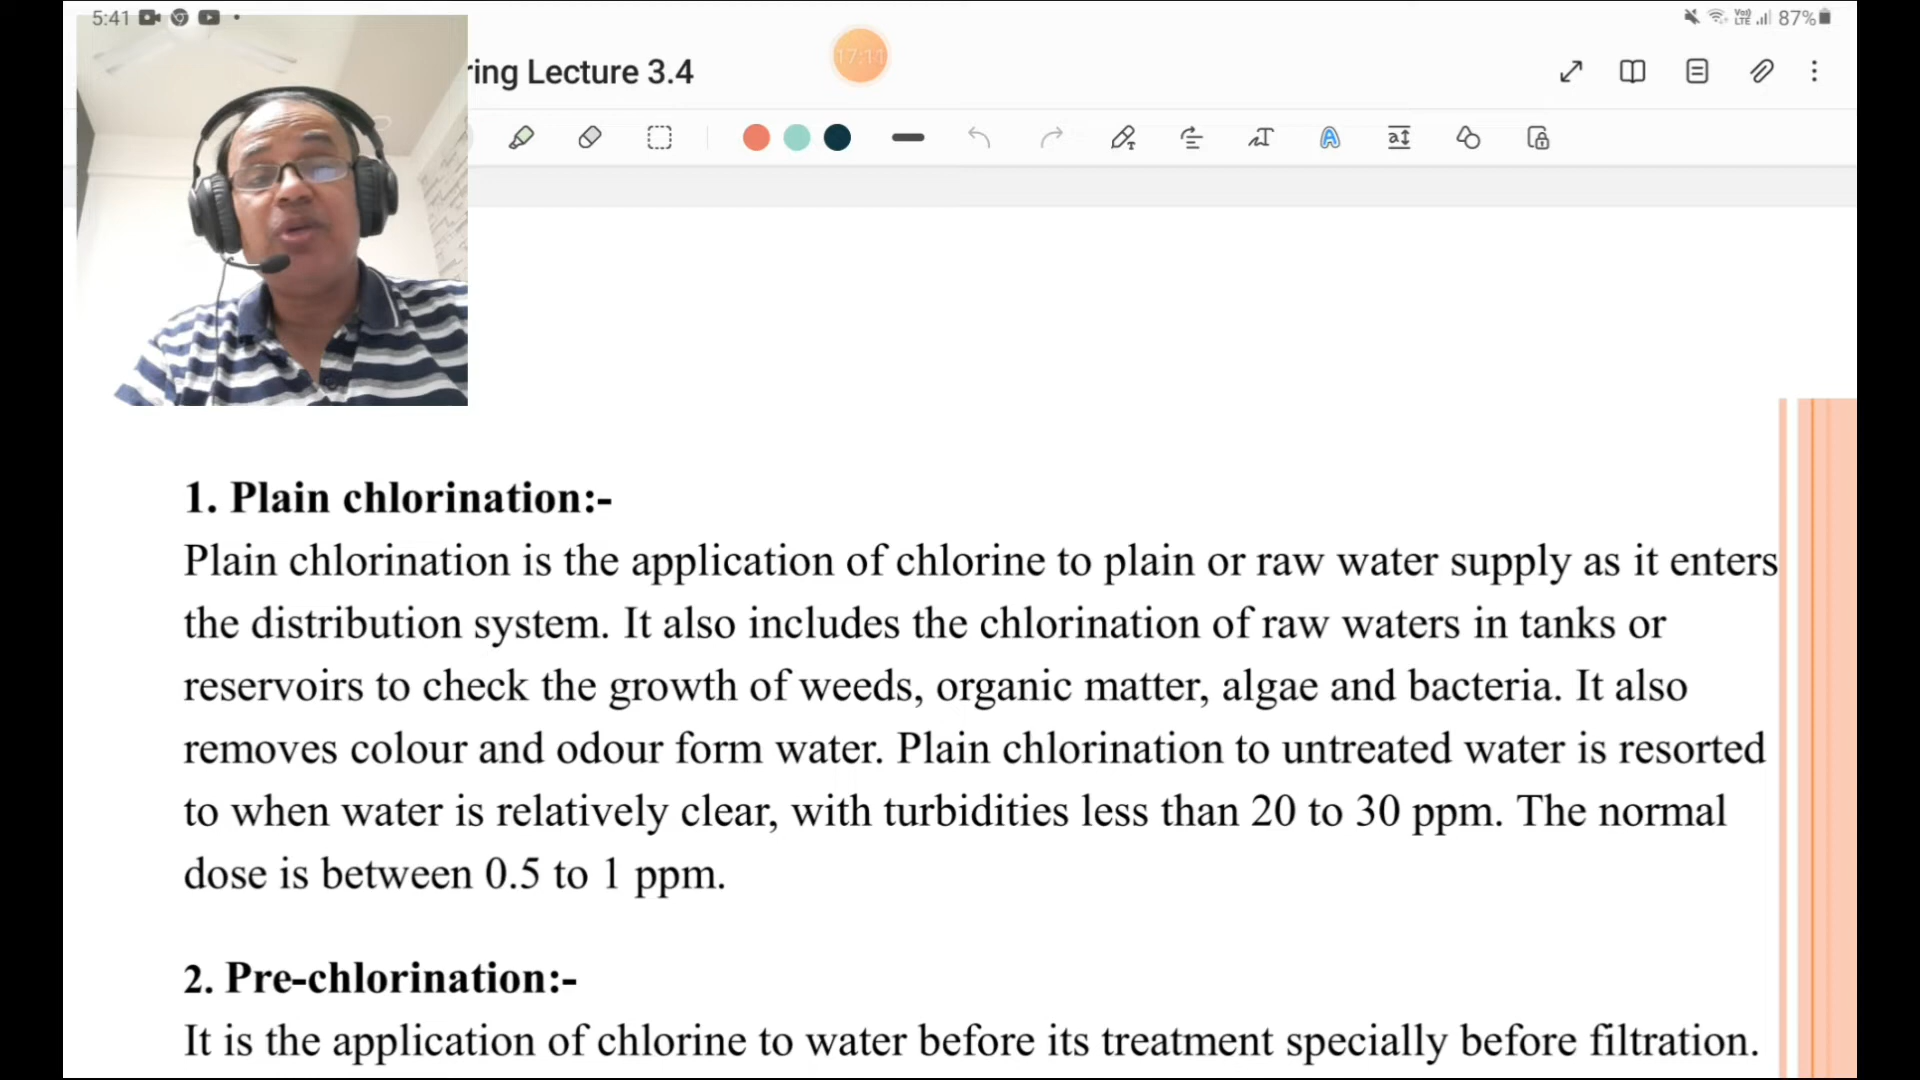 5:41
87%
17:11
ring Lecture 3.4
1. Plain chlorination:-
Plain chlorination is the application of chlorine to plain or raw water supply as it enters
the distribution system. It also includes the chlorination of raw waters in tanks or
reservoirs to check the growth of weeds, organic matter, algae and bacteria. It also
removes colour and odour form water. Plain chlorination to untreated water is resorted
to when water is relatively clear, with turbidities less than 20 to 30 ppm. The normal
dose is between 0.5 to 1 ppm.
2. Pre-chlorination:-
It is the application of chlorine to water before its treatment specially before filtration.